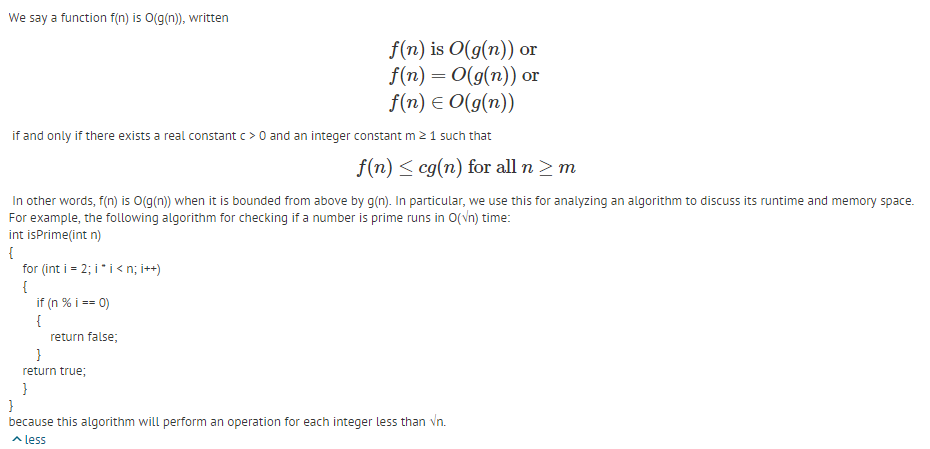 We say a function f(n) is O(g(n)), written
f(n) is O(g(n)) or
f(n) = O(g(n)) or
f(n) ∈ O(g(n))
if and only if there exists a real constant c > 0 and an integer constant m ≥ 1 such that
f(n) ≤ cg(n) for all n ≥ m
In other words, f(n) is O(g(n)) when it is bounded from above by g(n). In particular, we use this for analyzing an algorithm to discuss its runtime and memory space.
For example, the following algorithm for checking if a number is prime runs in O(√n) time:
int isPrime(int n)
{
for (int i = 2; i * i < n; i++)
{
if (n % i == 0)
{
return false;
}
return true;
}
}
because this algorithm will perform an operation for each integer less than √n.
^ less